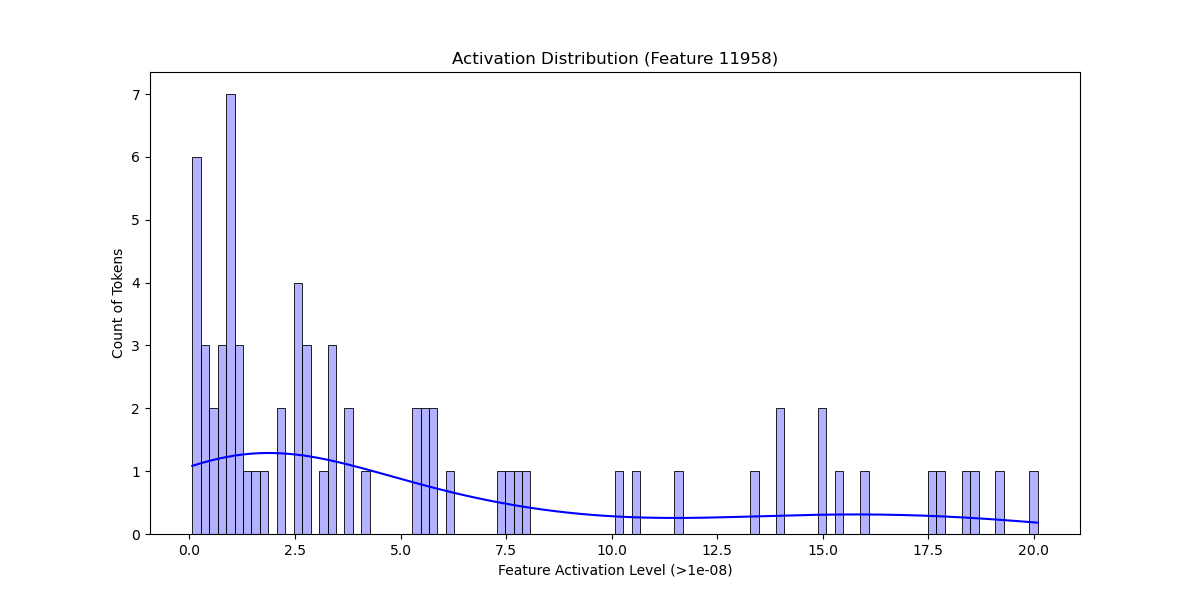 Activation Distribution (Feature 11958)
Count of Tokens
7
6
5
4
3
2
1
0
0.0 2.5 5.0 7.5 10.0 12.5 15.0 17.5 20.0
Feature Activation Level (>1e-08)